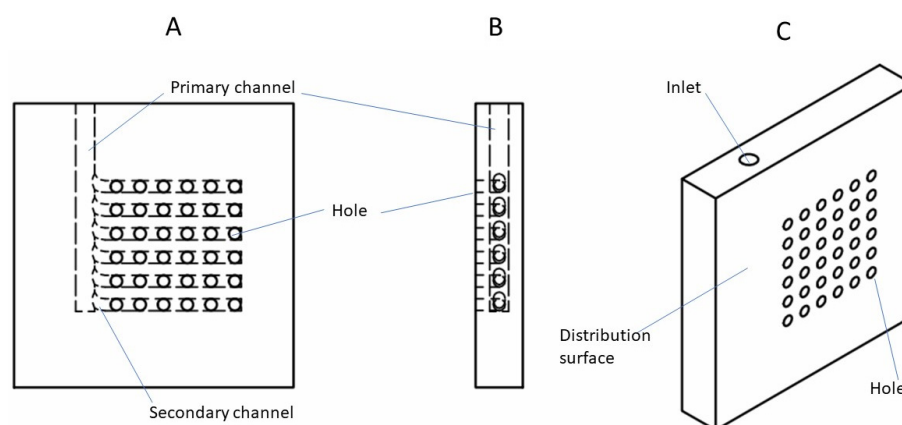 A
B
C
Primary channel
Inlet
Hole
Distribution
surface
Hole
Secondary channel